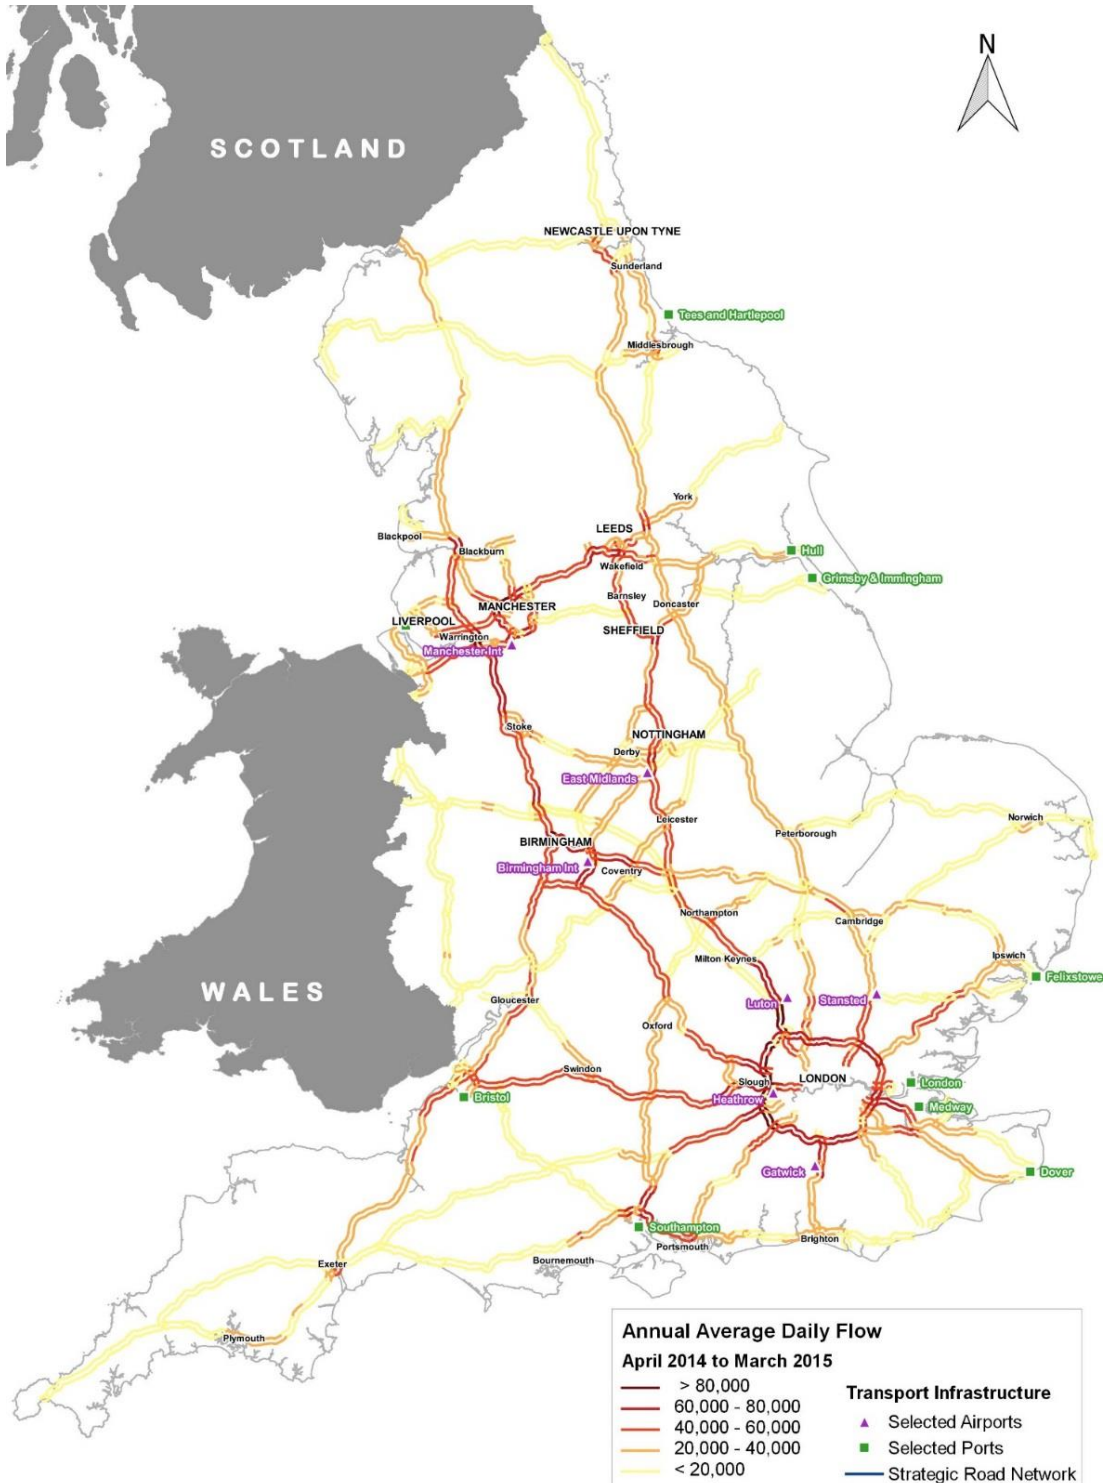 N
SCOTLAND
NEWCASTLE UPON TYNE
Sunderland
Tees and Hartlepool
Middlesbrough
York
LEEDS
Blackpool
Blackburn
Hull
Wakefield
Grimsby & Immingham
Barnsley
MANCHESTER
Doncaster
LIVERPOOL
SHEFFIELD
Warrington
Manchester Int
Stoke
NOTTINGHAM
Derby
East Midlands
Leicester
Norwich
Peterborough
BIRMINGHAM
Birmingham Int
Coventry
Northampton
Cambridge
Milton Keynes
Ipswich
Felixstowe
WALES
Gloucester
Luton
Stansted
Oxford
Swindon
Slough
LONDON
London
Bristol
Heathrow
Medway
Gatwick
Dover
Southampton
Portsmouth
Brighton
Bournemouth
Exeter
Plymouth
Annual Average Daily Flow
April 2014 to March 2015
> 80,000
60,000 - 80,000
40,000 - 60,000
20,000 - 40,000
< 20,000
Transport Infrastructure
Selected Airports
Selected Ports
Strategic Road Network